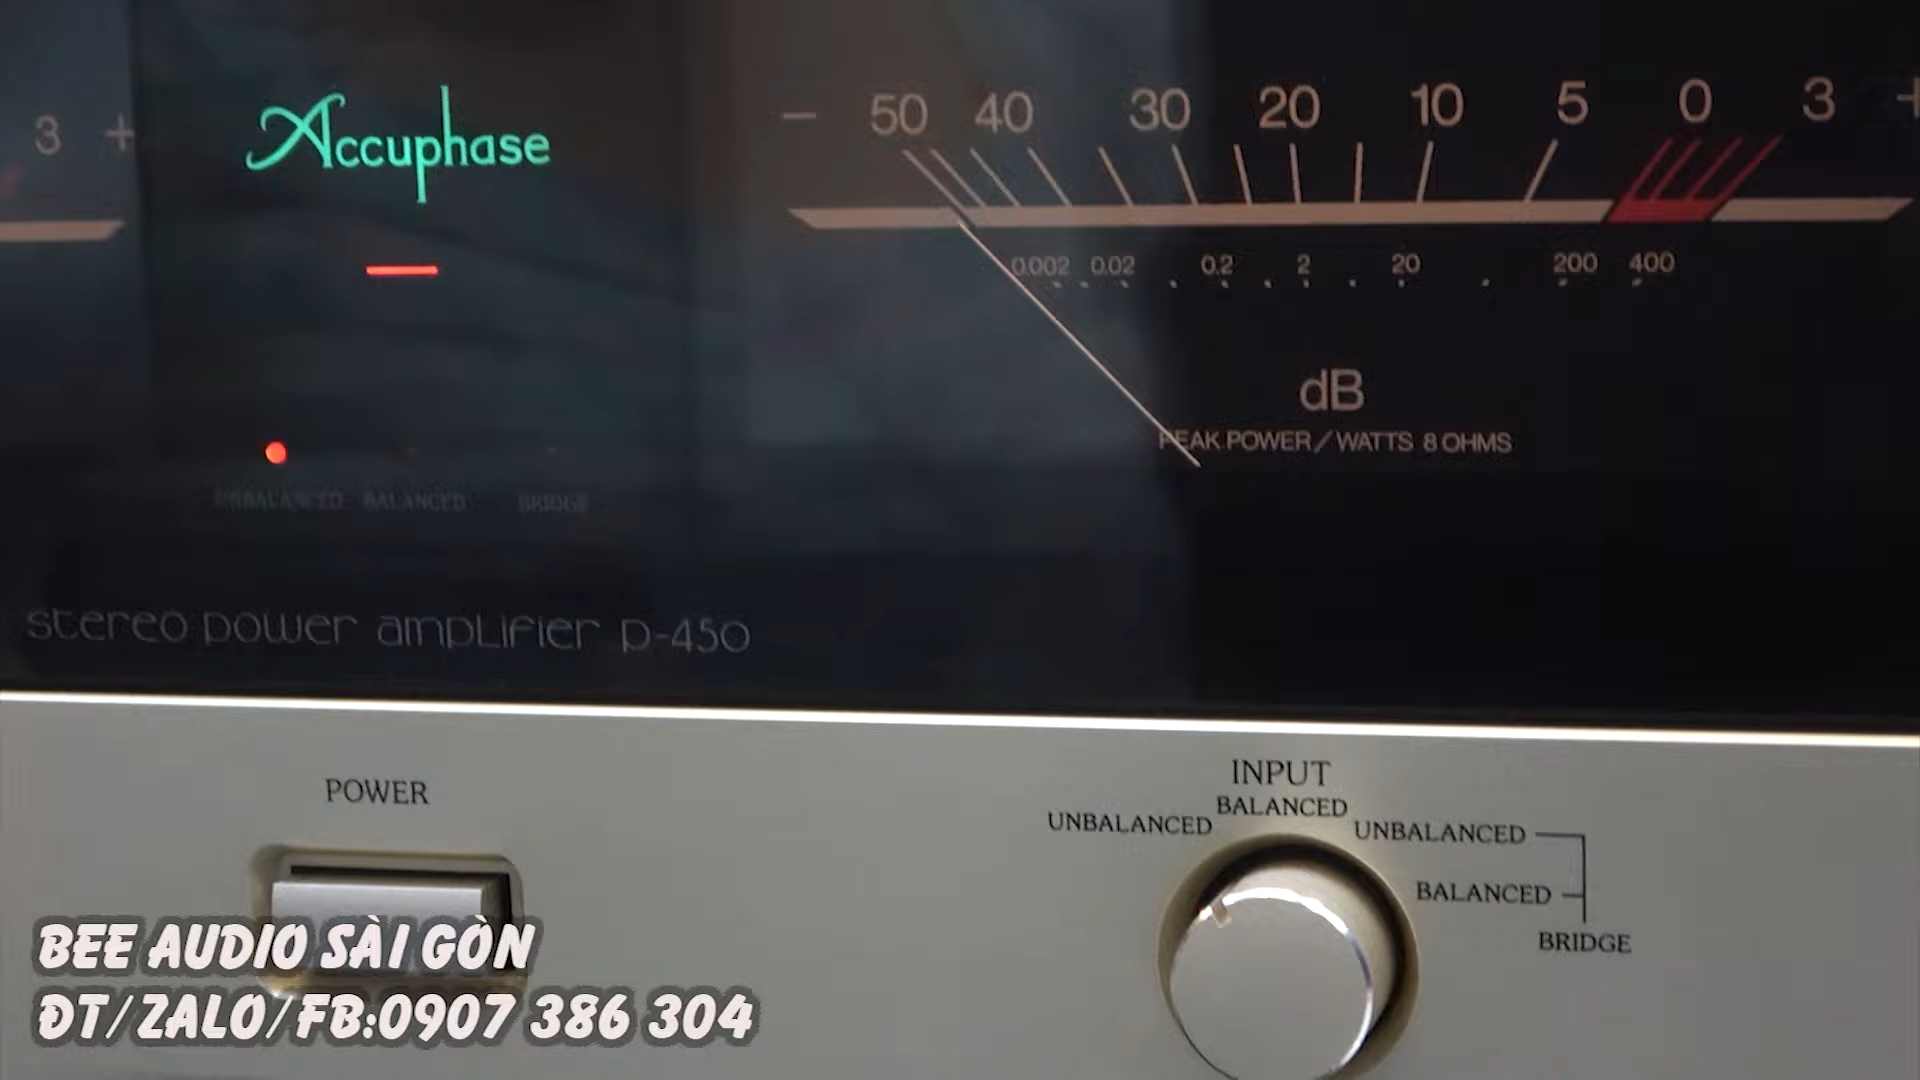 3 +
Accuphase
− 50 40 30 20 10 5 0 3 +
0.002 0.02 0.2 2 20 200 400
dB
PEAK POWER/WATTS 8 OHMS
UNBALANCED BALANCED BRIDGE
stereo power amplifier p-450
POWER
INPUT
UNBALANCED BALANCED UNBALANCED
BALANCED
BRIDGE
BEE AUDIO SÀI GÒN
ĐT/ZALO/FB:0907 386 304